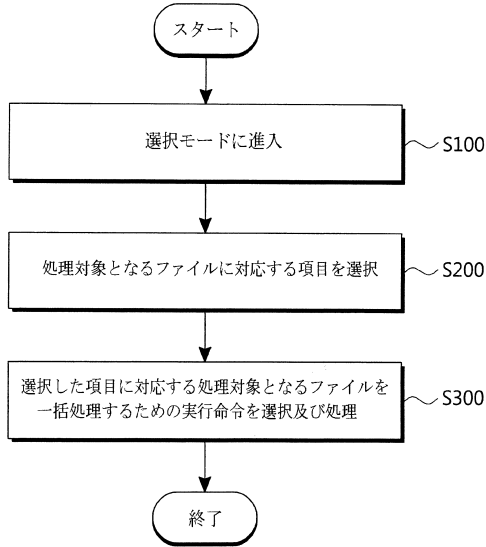 スタート
選択モードに進入
S100
処理対象となるファイルに対応する項目を選択
S200
選択した項目に対応する処理対象となるファイルを
一括処理するための実行命令を選択及び処理
S300
終了